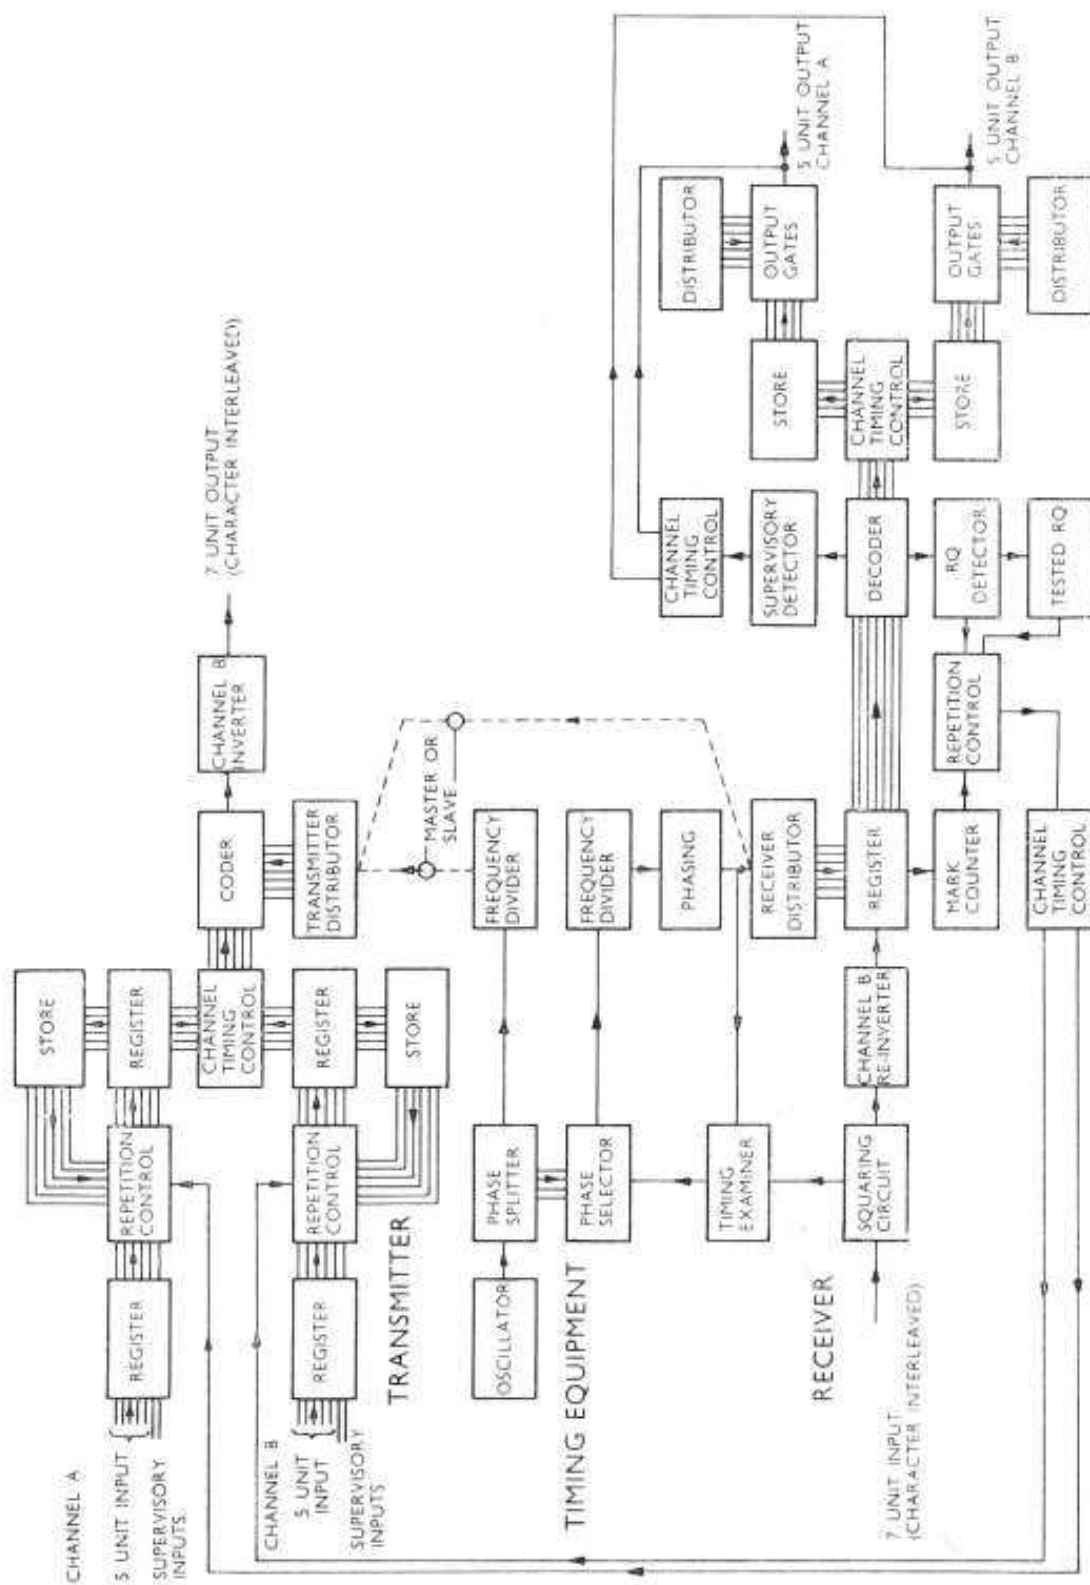 CHANNEL A
5 UNIT INPUT
SUPERVISORY
INPUTS
REGISTER
REPETITION
CONTROL
STORE
REGISTER
CHANNEL
TIMING
CONTROL
CODER
CHANNEL B
INVERTER
7 UNIT OUTPUT
(CHARACTER INTERLEAVED)
TRANSMITTER
DISTRIBUTOR
CHANNEL B
5 UNIT
INPUT
SUPERVISORY
INPUTS
REGISTER
REPETITION
CONTROL
REGISTER
STORE
TRANSMITTER
MASTER OR
SLAVE
OSCILLATOR
PHASE
SPLITTER
FREQUENCY
DIVIDER
PHASE
SELECTOR
FREQUENCY
DIVIDER
TIMING EQUIPMENT
PHASING
TIMING
EXAMINER
RECEIVER
DISTRIBUTOR
RECEIVER
7 UNIT INPUT
(CHARACTER INTERLEAVED)
SQUARING
CIRCUIT
CHANNEL B
RE-INVERTER
REGISTER
MARK
COUNTER
REPETITION
CONTROL
CHANNEL
TIMING
CONTROL
CHANNEL
TIMING
CONTROL
SUPERVISORY
DETECTOR
DECODER
RQ
DETECTOR
TESTED RQ
STORE
CHANNEL
TIMING
CONTROL
STORE
DISTRIBUTOR
OUTPUT
GATES
5 UNIT OUTPUT
CHANNEL A
OUTPUT
GATES
DISTRIBUTOR
5 UNIT OUTPUT
CHANNEL B